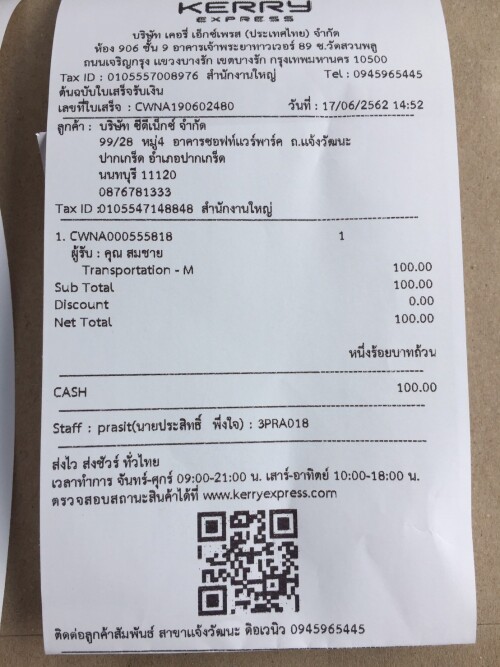 KERRY
EXPRESS
บริษัท เคอรี่ เอ็กซ์เพรส (ประเทศไทย) จำกัด
ห้อง 906 ชั้น 9 อาคารเจ้าพระยาทาวเวอร์ 89 ซ.วัดสวนพลู
ถนนเจริญกรุง แขวงบางรัก เขตบางรัก กรุงเทพมหานคร 10500
Tax ID : 0105557008976 สำนักงานใหญ่ Tel : 0945965445
ต้นฉบับใบเสร็จรับเงิน
เลขที่ใบเสร็จ : CWNA190602480 วันที่ : 17/06/2562 14:52
ลูกค้า : บริษัท ซีดีเน็กซ์ จำกัด
99/28 หมู่4 อาคารซอฟท์แวร์พาร์ค ถ.แจ้งวัฒนะ
ปากเกร็ด อำเภอปากเกร็ด
นนทบุรี 11120
0876781333
Tax ID :0105547148848 สำนักงานใหญ่
1. CWNA000555818 1
ผู้รับ : คุณ สมชาย
Transportation - M 100.00
Sub Total 100.00
Discount 0.00
Net Total 100.00
หนึ่งร้อยบาทถ้วน
CASH 100.00
Staff : prasit(นายประสิทธิ์ พึ่งใจ) : 3PRA018
ส่งไว ส่งชัวร์ ทั่วไทย
เวลาทำการ จันทร์-ศุกร์ 09:00-21:00 น. เสาร์-อาทิตย์ 10:00-18:00 น.
ตรวจสอบสถานะสินค้าได้ที่ www.kerryexpress.com
ติดต่อลูกค้าสัมพันธ์ สาขาแจ้งวัฒนะ ดิอเวนิว 0945965445